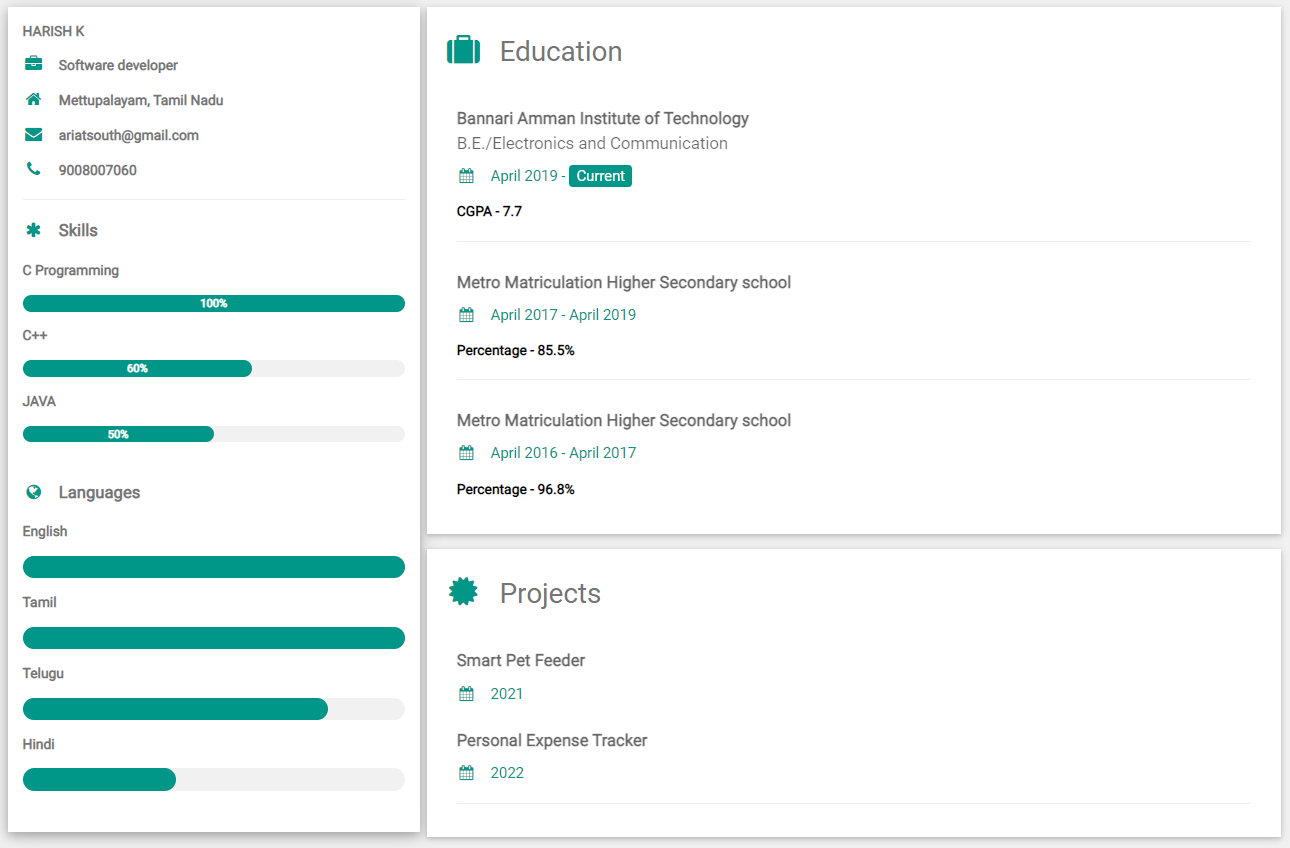 HARISH K
Software developer
Mettupalayam, Tamil Nadu
ariatsouth@gmail.com
9008007060
Skills
C Programming
100%
C++
60%
JAVA
50%
Languages
English
Tamil
Telugu
Hindi
Education
Bannari Amman Institute of Technology
B.E./Electronics and Communication
April 2019 - Current
CGPA - 7.7
Metro Matriculation Higher Secondary school
April 2017 - April 2019
Percentage - 85.5%
Metro Matriculation Higher Secondary school
April 2016 - April 2017
Percentage - 96.8%
Projects
Smart Pet Feeder
2021
Personal Expense Tracker
2022